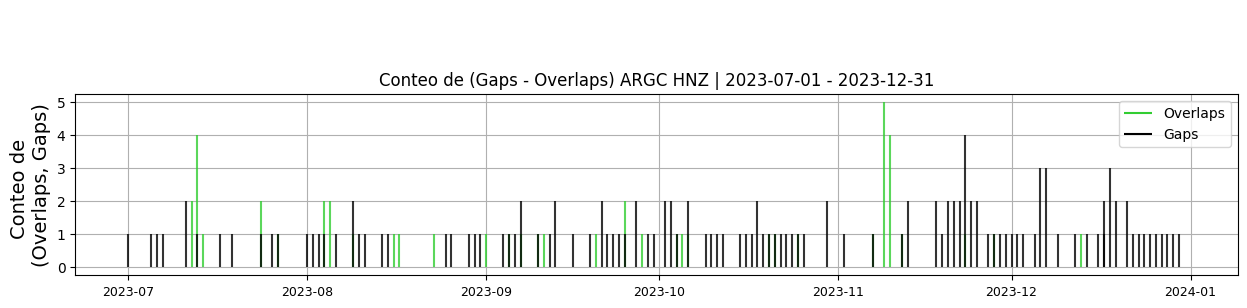 Conteo de (Gaps - Overlaps) ARGC HNZ | 2023-07-01 - 2023-12-31
Conteo de
(Overlaps, Gaps)
5
4
3
2
1
0
Overlaps
Gaps
2023-07 2023-08 2023-09 2023-10 2023-11 2023-12 2024-01